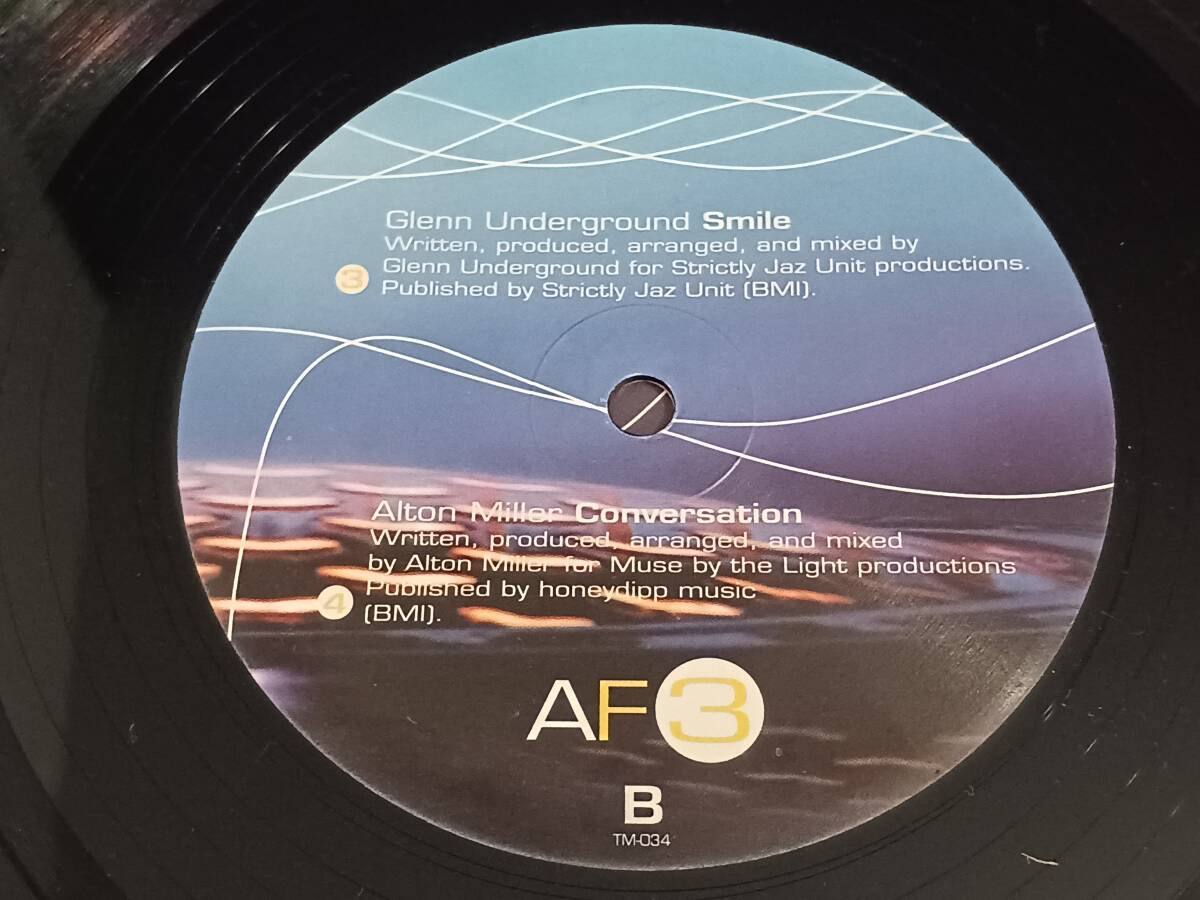 Glenn Underground Smile
Written, produced, arranged, and mixed by
3 Glenn Underground for Strictly Jaz Unit productions.
Published by Strictly Jaz Unit (BMI).
Alton Miller Conversation
Written, produced, arranged, and mixed
by Alton Miller for Muse by the Light productions
4 Published by honeydipp music
(BMI).
AF3
B
TM-034